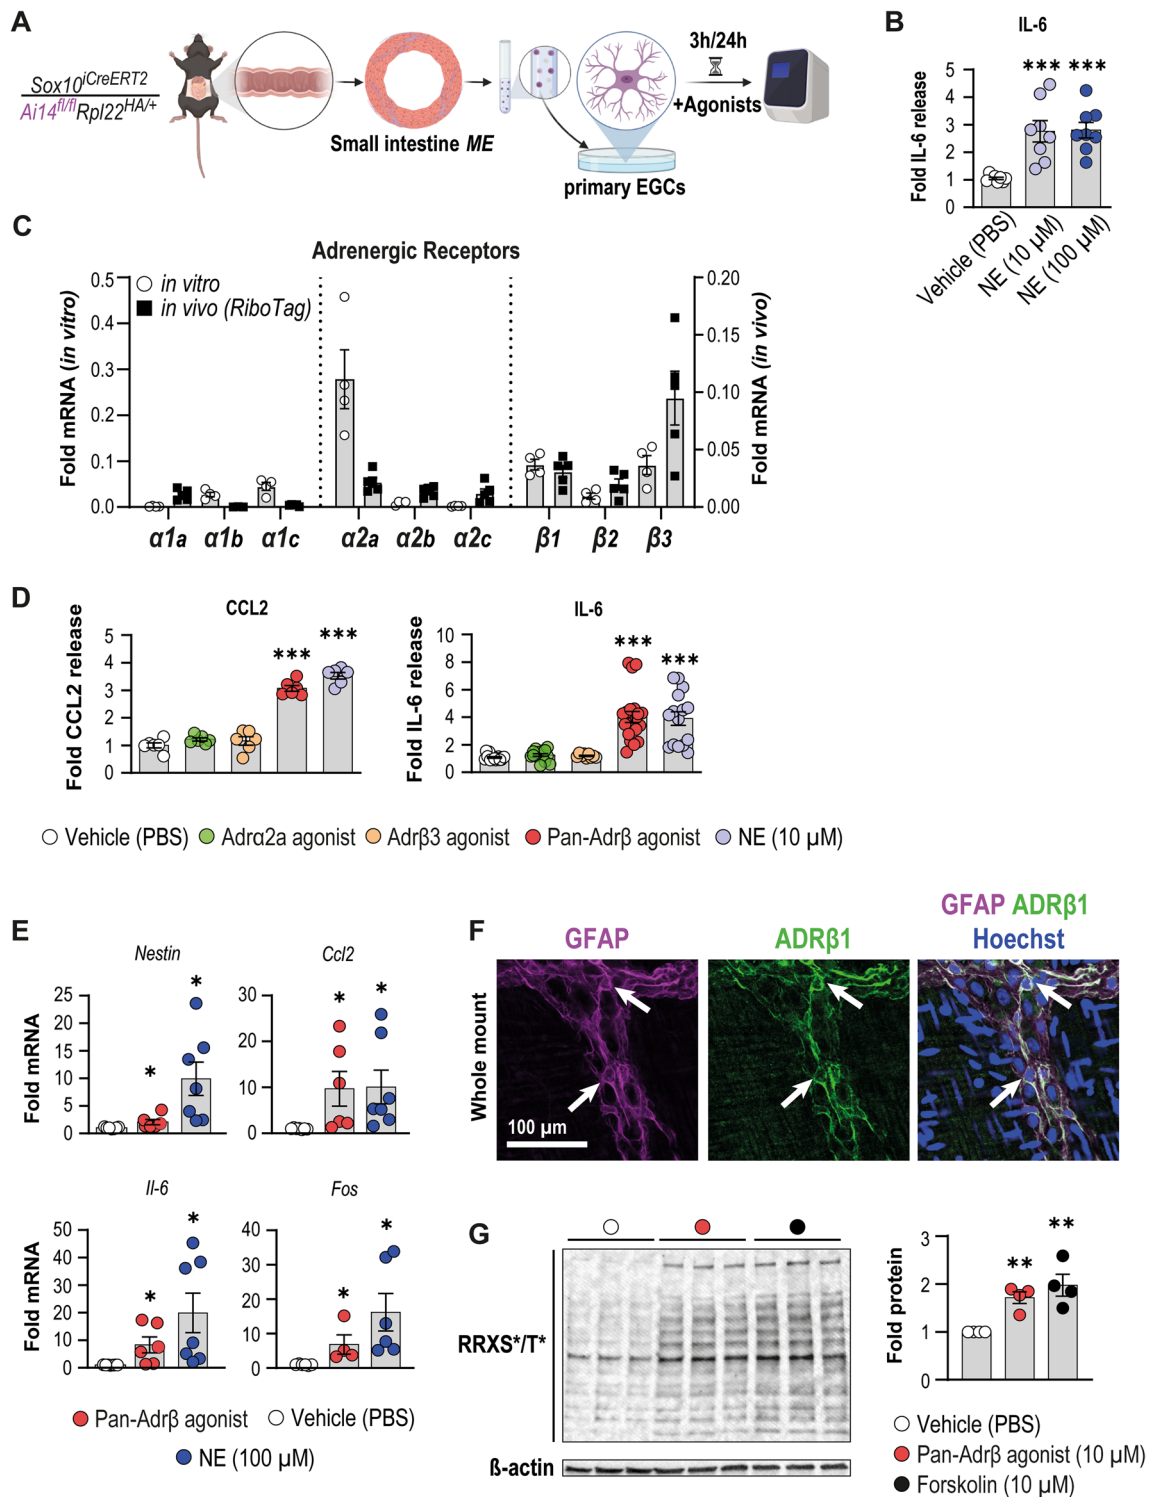 A
Sox10iCreERT2
Ai14fl/flRpl22HA/+
Small intestine ME
primary EGCs
3h/24h
+Agonists
B
IL-6
Fold IL-6 release
5
4
3
2
1
0
***
***
Vehicle (PBS)
NE (10 µM)
NE (100 µM)
C
Adrenergic Receptors
in vitro
in vivo (RiboTag)
Fold mRNA (in vitro)
0.5
0.4
0.3
0.2
0.1
0.0
Fold mRNA (in vivo)
0.20
0.15
0.10
0.05
0.00
α1a
α1b
α1c
α2a
α2b
α2c
β1
β2
β3
D
CCL2
Fold CCL2 release
5
4
3
2
1
0
***
***
IL-6
Fold IL-6 release
10
8
6
4
2
0
***
***
Vehicle (PBS)
Adrα2a agonist
Adrβ3 agonist
Pan-Adrβ agonist
NE (10 µM)
E
Nestin
Fold mRNA
25
20
15
10
5
0
*
*
Ccl2
30
20
10
0
*
*
Il-6
Fold mRNA
50
40
30
20
10
0
*
*
Fos
40
30
20
10
0
*
*
Pan-Adrβ agonist
Vehicle (PBS)
NE (100 µM)
F
GFAP
ADRβ1
GFAP ADRβ1
Hoechst
Whole mount
100 µm
G
RRXS*/T*
ß-actin
Fold protein
3
2
1
0
**
**
Vehicle (PBS)
Pan-Adrβ agonist (10 µM)
Forskolin (10 µM)